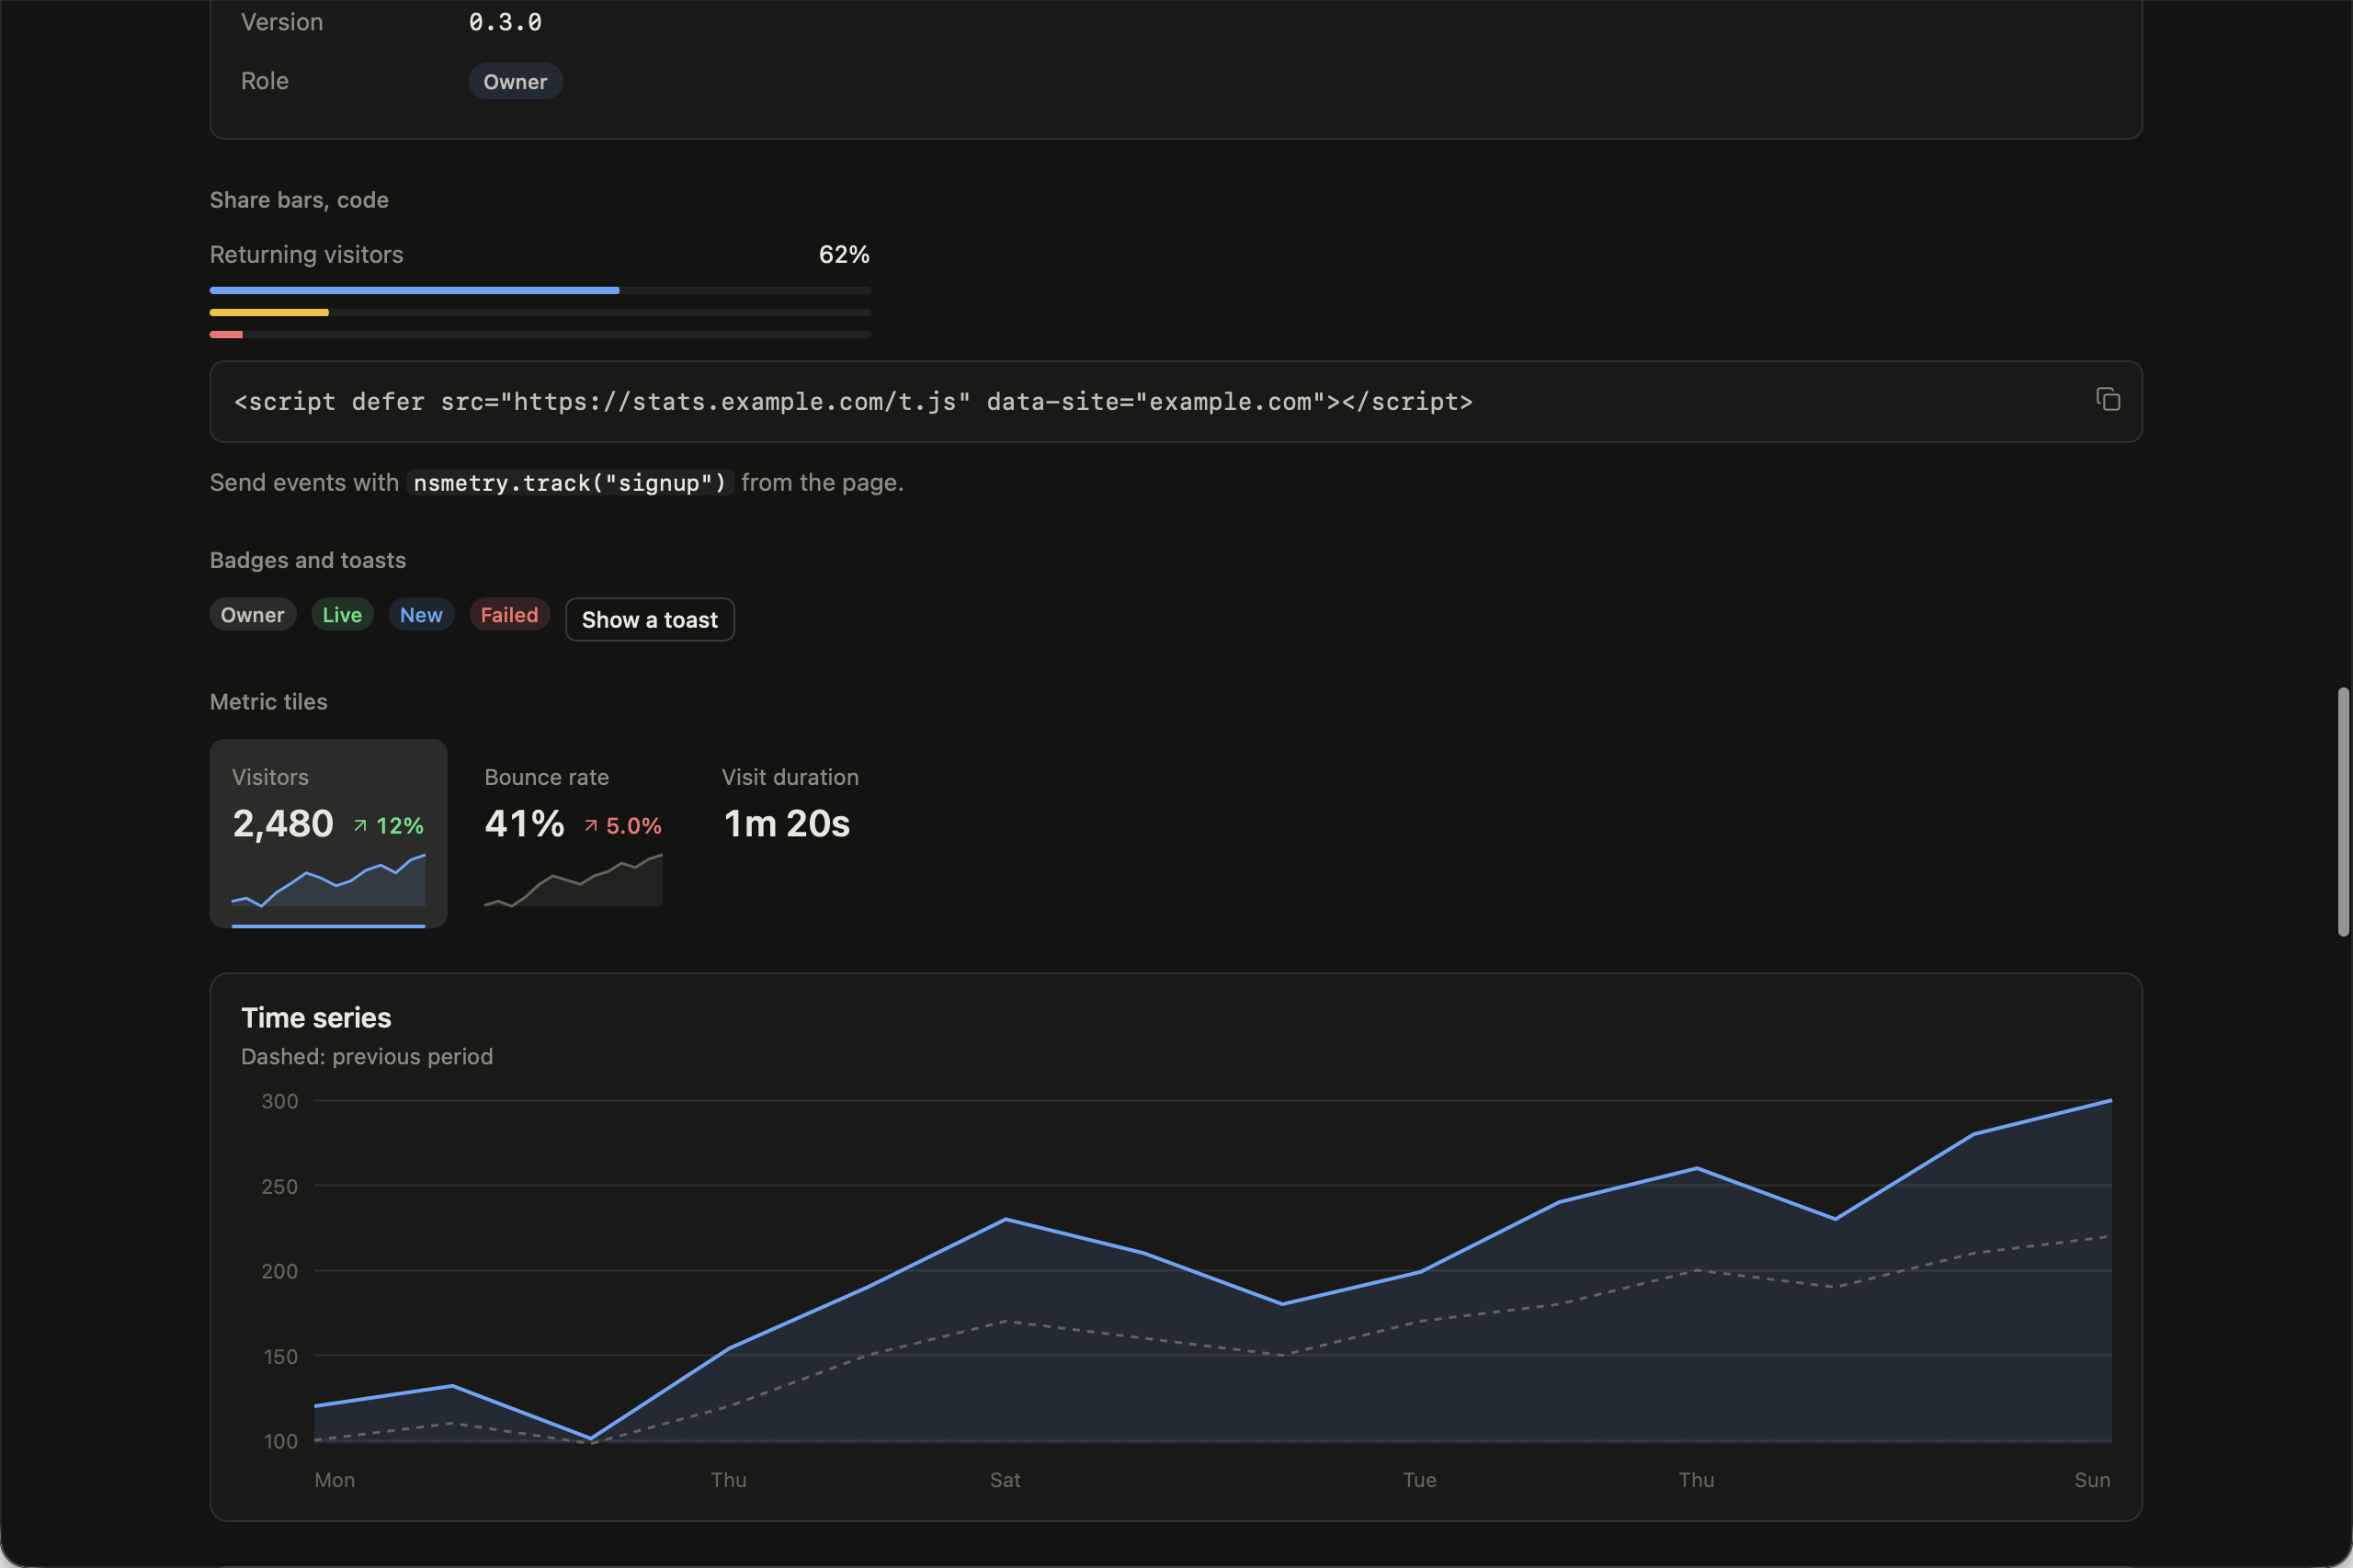 Version 0.3.0
Role Owner
Share bars, code
Returning visitors 62%
<script defer src="https://stats.example.com/t.js" data-site="example.com"></script>
Send events with nsmetry.track("signup") from the page.
Badges and toasts
Owner Live New Failed Show a toast
Metric tiles
Visitors Bounce rate Visit duration
2,480 ↗ 12% 41% ↗ 5.0% 1m 20s
Time series
Dashed: previous period
300
250
200
150
100
Mon Thu Sat Tue Thu Sun